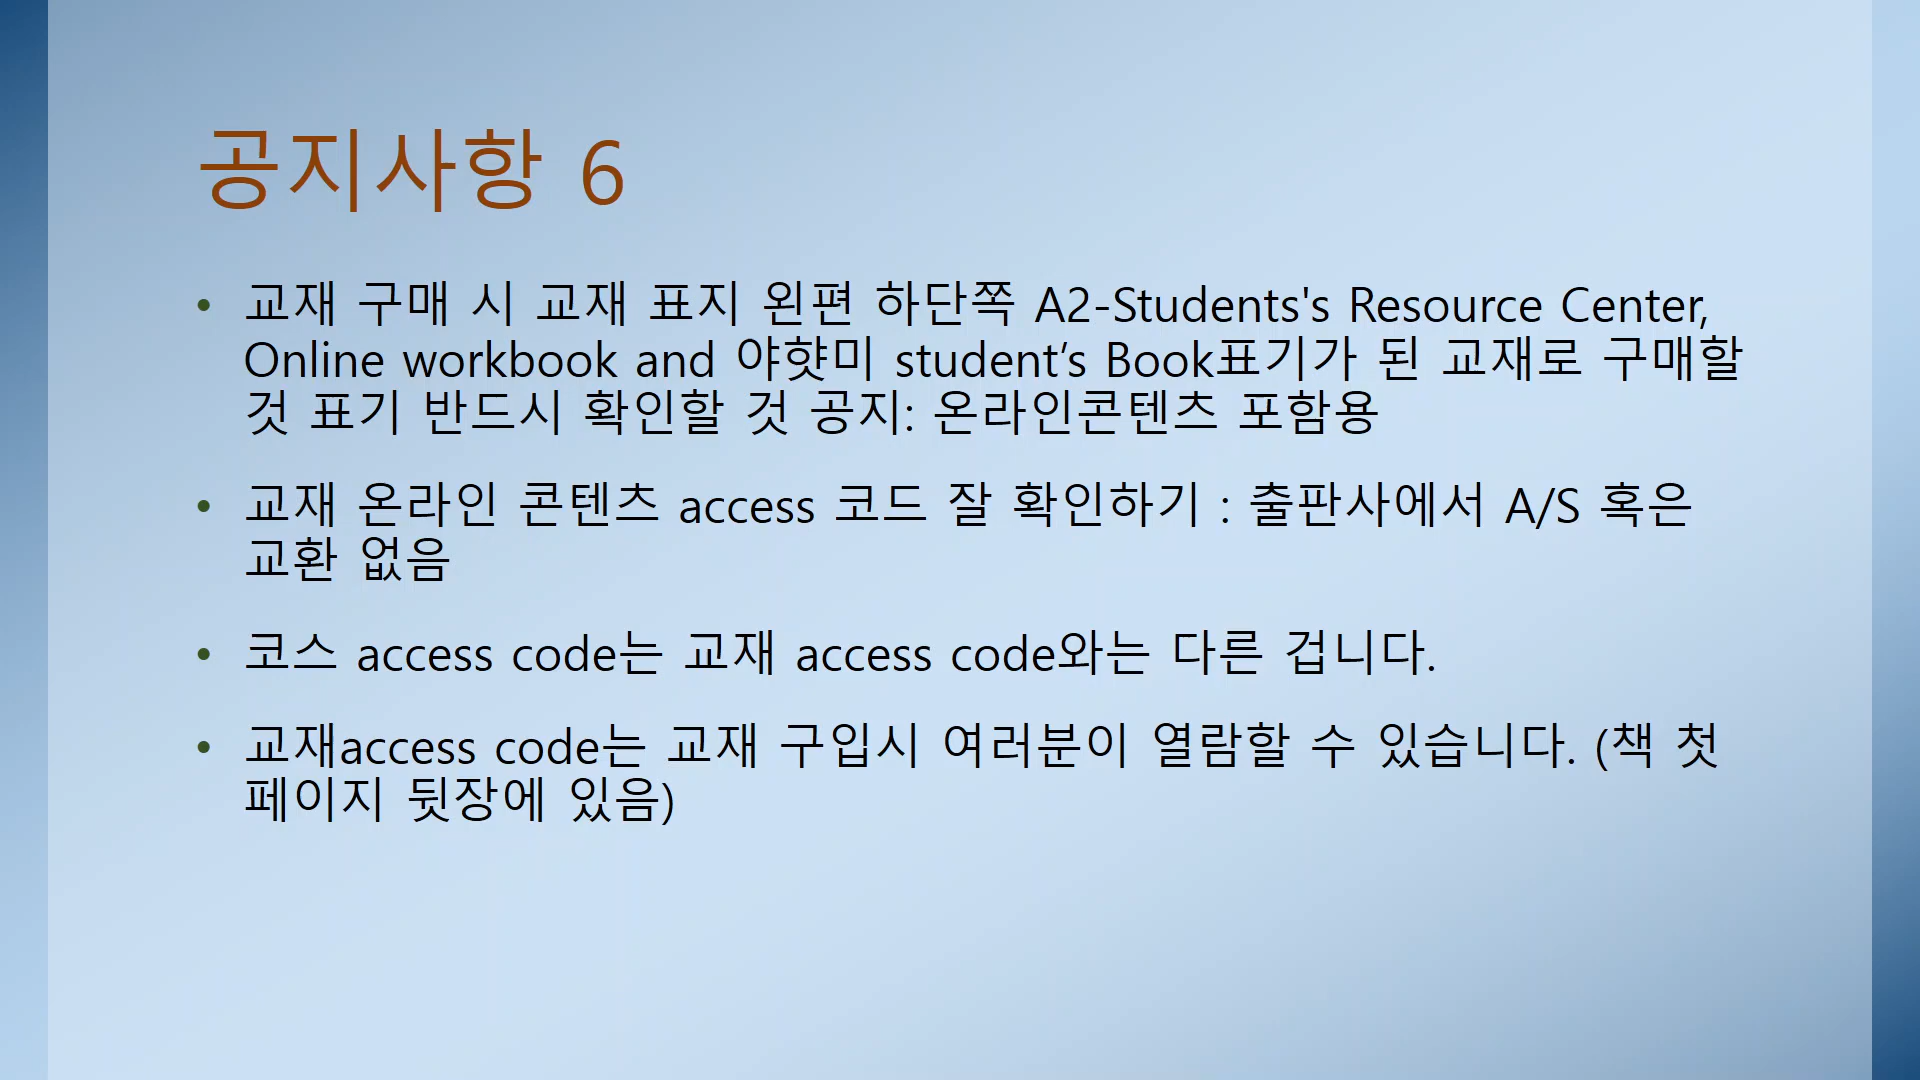 공지사항 6
• 교재 구매 시 교재 표지 왼편 하단쪽 A2-Students's Resource Center,
Online workbook and 야햣미 student’s Book표기가 된 교재로 구매할
것 표기 반드시 확인할 것 공지: 온라인콘텐츠 포함용
• 교재 온라인 콘텐츠 access 코드 잘 확인하기 : 출판사에서 A/S 혹은
교환 없음
• 코스 access code는 교재 access code와는 다른 겁니다.
• 교재access code는 교재 구입시 여러분이 열람할 수 있습니다. (책 첫
페이지 뒷장에 있음)